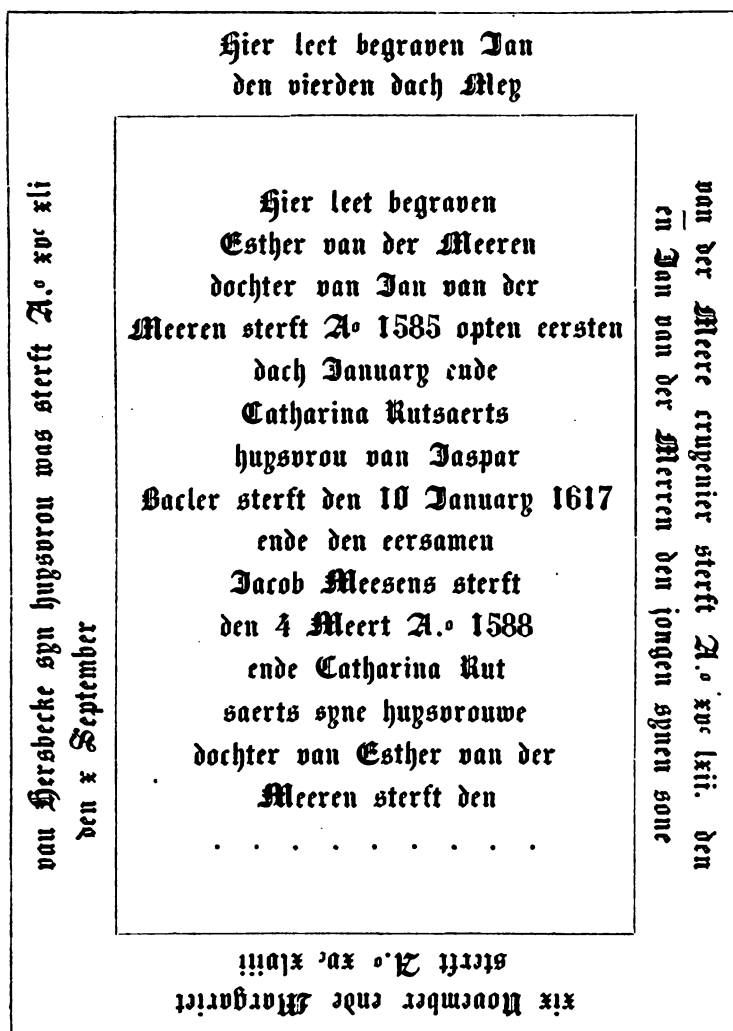 Hier leet begraven Jan
den vierden dach Mey
van der Meere cruyenier sterft A.º xvᶜ lxii. den
en Jan van der Merren den jongen synen sone
xix November ende Margariet
sterft A.º xvᶜ xlviii
van Hersbecke syn huysvrou was sterft A.º xvᶜ xli
den x September
Hier leet begraven
Esther van der Meeren
dochter van Jan van der
Meeren sterft Aº 1585 opten eersten
dach January ende
Catharina Rutsaerts
huysvrou van Jaspar
Bacler sterft den 10 January 1617
ende den eersamen
Jacob Meesens sterft
den 4 Meert A.º 1588
ende Catharina Rut
saerts syne huysvrouwe
dochter van Esther van der
Meeren sterft den
. . . . . . . . .